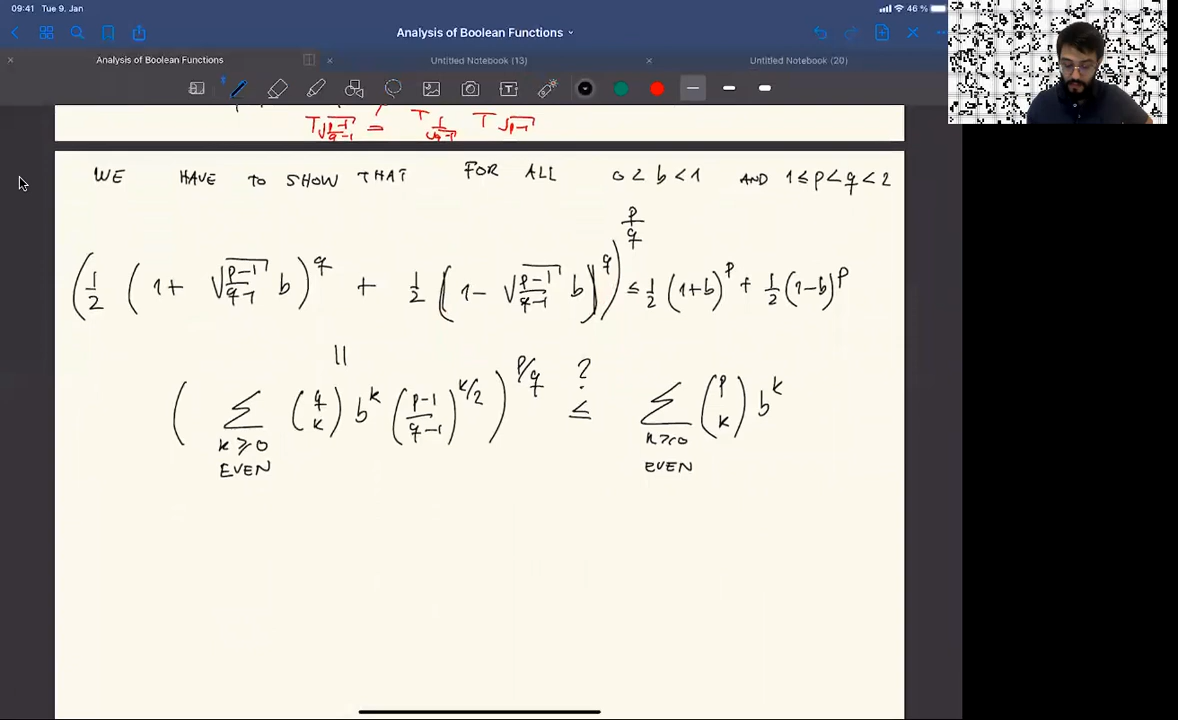 09:41 Tue 9. Jan 46 %
Analysis of Boolean Functions
Analysis of Boolean Functions Untitled Notebook (13) Untitled Notebook (20)
T√(p-1)/(q-1) = T 1/√(q-1) T √(p-1)
WE HAVE TO SHOW THAT FOR ALL 0 < b < 1 AND 1 ≤ p < q < 2
(1/2 (1 + √(p-1)/(q-1) b)^q + 1/2 (1 - √(p-1)/(q-1) b)^q)^(p/q) ≤ 1/2 (1+b)^p + 1/2 (1-b)^p
||
(∑ (q k) b^k ((p-1)/(q-1))^(k/2))^(p/q) ≤ ? ∑ (p k) b^k
k ≥ 0 k ≥ 0
EVEN EVEN